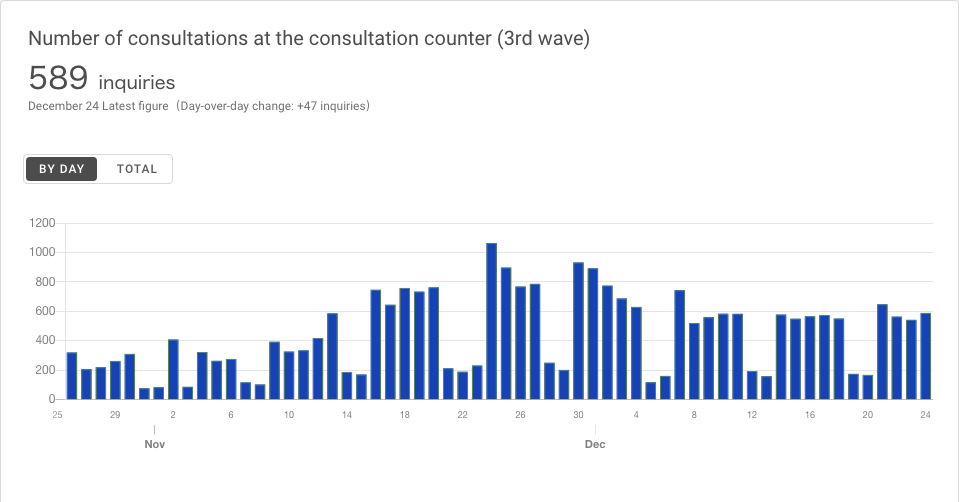 Number of consultations at the consultation counter (3rd wave)
589 inquiries
December 24 Latest figure（Day-over-day change: +47 inquiries）
BY DAY TOTAL
1200
1000
800
600
400
200
0
25 29 2 6 10 14 18 22 26 30 4 8 12 16 20 24
Nov Dec